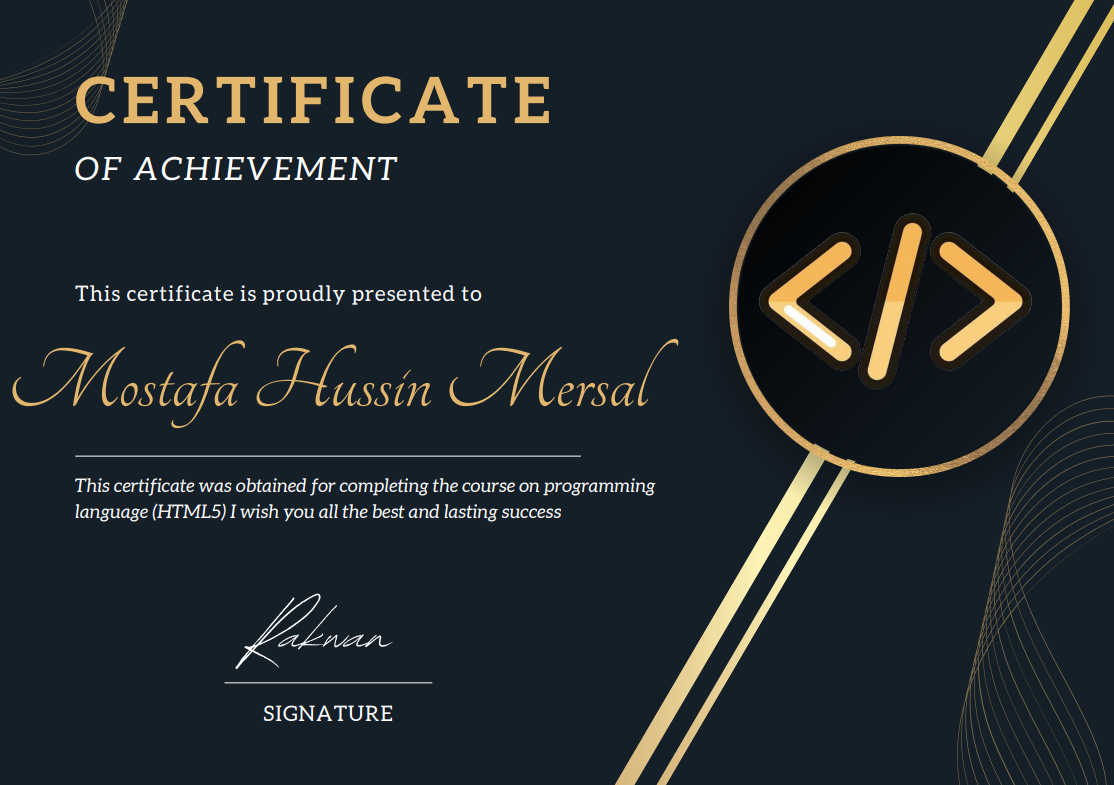 CERTIFICATE
OF ACHIEVEMENT
This certificate is proudly presented to
Mostafa Hussin Mersal
This certificate was obtained for completing the course on programming
language (HTML5) I wish you all the best and lasting success
Rakwan
SIGNATURE